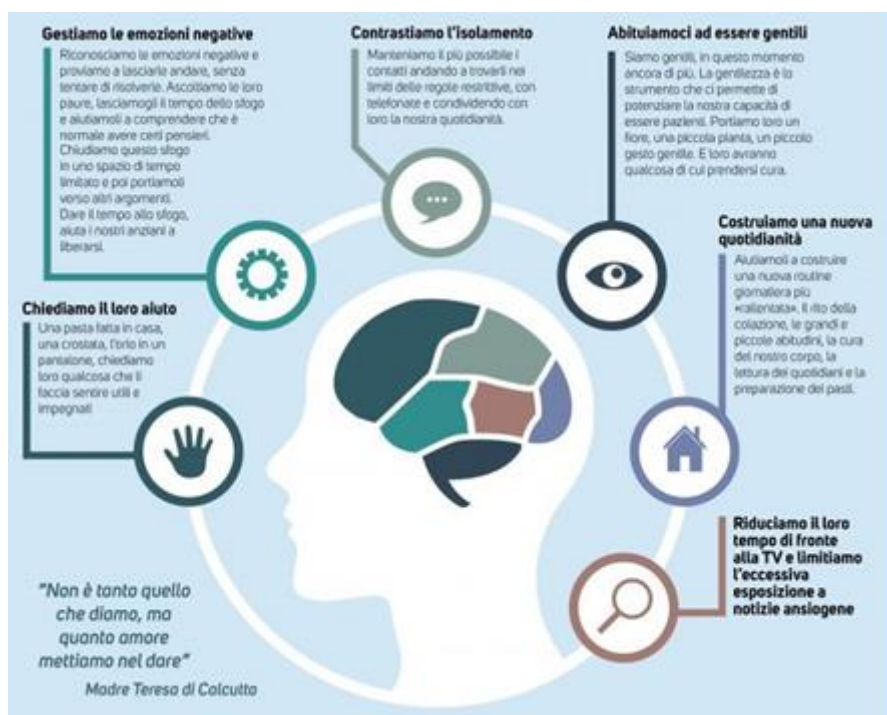 Gestiamo le emozioni negative
Riconosciamo le emozioni negative e
proviamo a lasciarle andare, senza
tentare di risolverle. Ascoltiamo le loro
paure, lasciamogli il tempo dello sfogo
e aiutiamoli a comprendere che è
normale avere certi pensieri.
Chiudiamo questo sfogo
in uno spazio di tempo
limitato e poi portiamoli
verso altri argomenti.
Dare il tempo allo sfogo,
aiuta i nostri anziani a
liberarsi.
Contrastiamo l'isolamento
Manteniamo il più possibile i
contatti andando a trovarli nei
limiti delle regole restrittive, con
telefonate e condividendo con
loro la nostra quotidianità.
Abituiamoci ad essere gentili
Siamo gentili, in questo momento
ancora di più. La gentilezza è lo
strumento che ci permette di
potenziare la nostra capacità di
essere pazienti. Portiamo loro un
fiore, una piccola pianta, un piccolo
gesto gentile. E loro avranno
qualcosa di cui prendersi cura.
Costruiamo una nuova
quotidianità
Aiutiamoli a costruire
una nuova routine
giornaliera più
«rallentata». Il rito della
colazione, le grandi e
piccole abitudini, la cura
del nostro corpo, la
lettura dei quotidiani e la
preparazione dei pasti.
Chiediamo il loro aiuto
Una pasta fatta in casa,
una crostata, l'orlo in un
pantalone, chiediamo
loro qualcosa che li
faccia sentire utili e
impegnati
Riduciamo il loro
tempo di fronte
alla TV e limitiamo
l'eccessiva
esposizione a
notizie ansiogene
"Non è tanto quello
che diamo, ma
quanto amore
mettiamo nel dare"
Madre Teresa di Calcutta